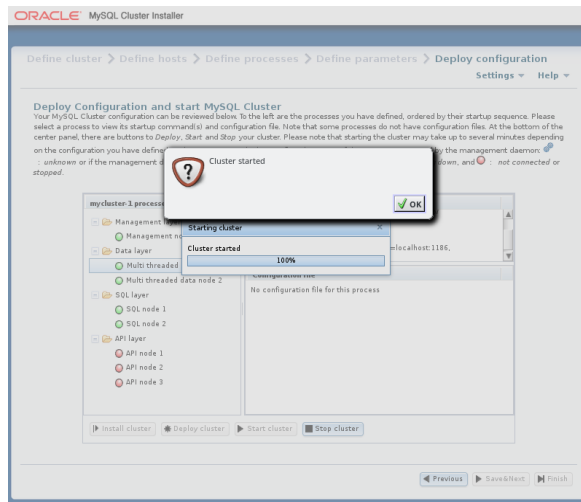 ORACLE MySQL Cluster Installer
Define cluster Define hosts Define processes Define parameters Deploy configuration
Settings Help
Deploy Configuration and start MySQL Cluster
Your MySQL Cluster configuration can be reviewed below. To the left are the processes you have defined, ordered by their startup sequence. Please
select a process to view its startup command(s) and configuration file. Note that some processes do not have configuration files. At the bottom of the
center panel, there are buttons to Deploy, Start and Stop your cluster. Please note that starting the cluster may take up to several minutes depending
on the configuration you have define by the management daemon:
: unknown or if the management d down, and : not connected or
stopped.
Cluster started
OK
mycluster-1 processe
Management
Starting cluster
Management no
Data layer
Cluster started
=localhost:1186,
100%
Multi threaded
Configuration file
Multi threaded data node 2
No configuration file for this process
SQL layer
SQL node 1
SQL node 2
API layer
API node 1
API node 2
API node 3
Install cluster Deploy cluster Start cluster Stop cluster
Previous Save&Next Finish